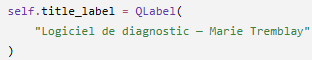 self.title_label = QLabel(
"Logiciel de diagnostic — Marie Tremblay"
)